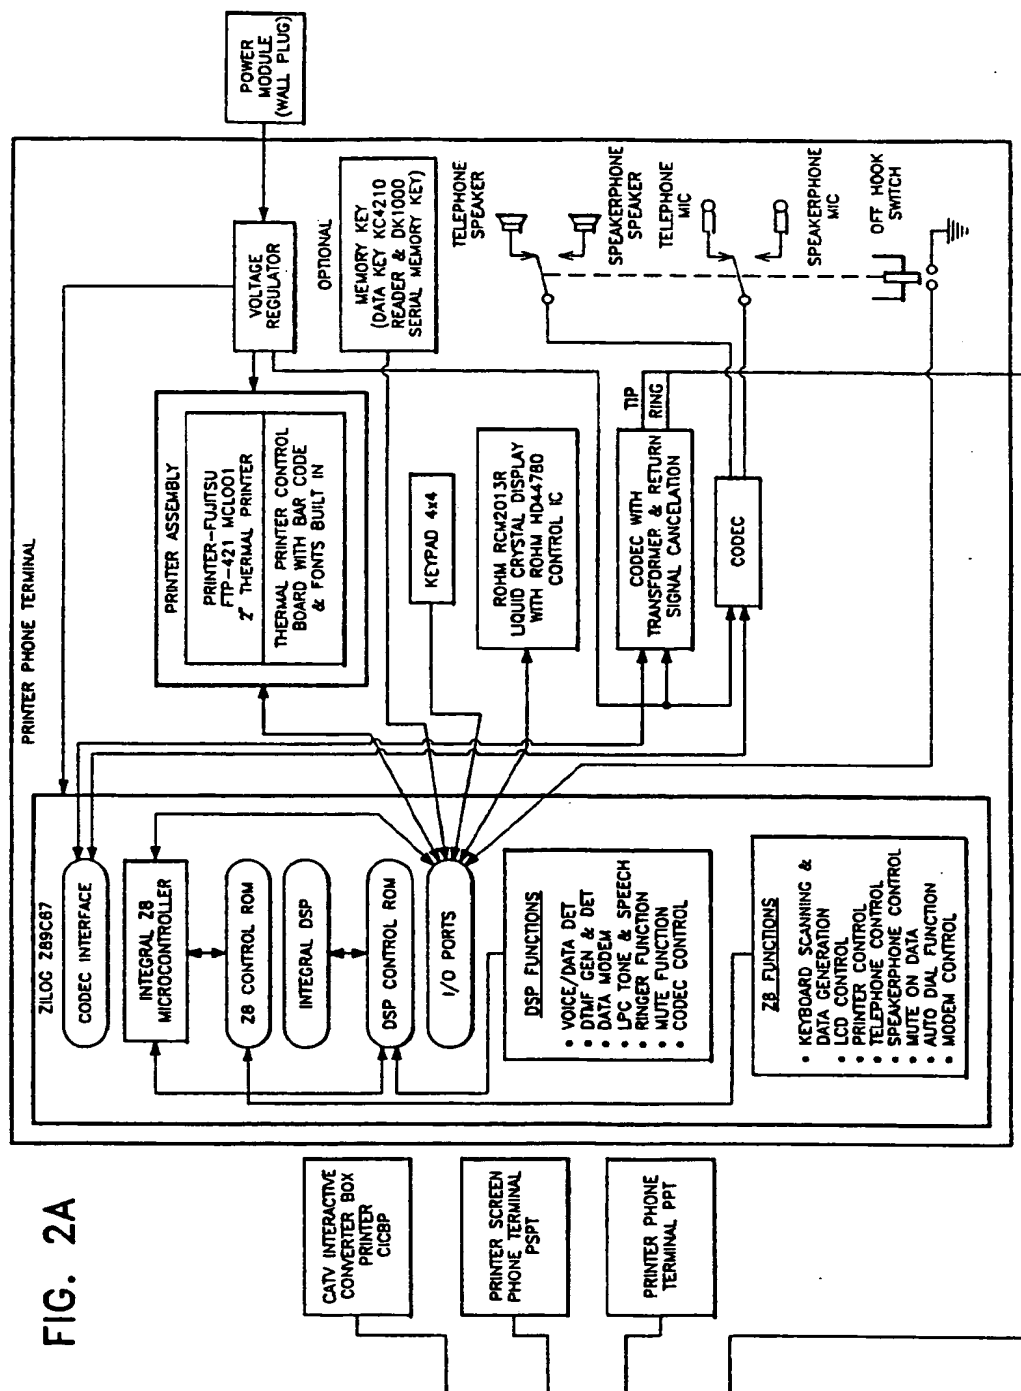 FIG. 2A
PRINTER PHONE TERMINAL
ZILOG Z89C67
CODEC INTERFACE
INTEGRAL Z8
MICROCONTROLLER
Z8 CONTROL ROM
INTEGRAL DSP
DSP CONTROL ROM
I/O PORTS
DSP FUNCTIONS
• VOICE/DATA DET
• DTMF GEN & DET
• DATA MODEM
• LPC TONE & SPEECH
• RINGER FUNCTION
• MUTE FUNCTION
• CODEC CONTROL
Z8 FUNCTIONS
• KEYBOARD SCANNING &
DATA GENERATION
• LCD CONTROL
• PRINTER CONTROL
• TELEPHONE CONTROL
• SPEAKERPHONE CONTROL
• MUTE ON DATA
• AUTO DIAL FUNCTION
• MODEM CONTROL
PRINTER ASSEMBLY
PRINTER-FUJITSU
FTP-421 MCL001
2" THERMAL PRINTER
THERMAL PRINTER CONTROL
BOARD WITH BAR CODE
& FONTS BUILT IN
KEYPAD 4x4
ROHM RCM2013R
LIQUID CRYSTAL DISPLAY
WITH ROHM HD44780
CONTROL IC
CODEC WITH
TRANSFORMER & RETURN
SIGNAL CANCELATION
TIP
RING
CODEC
VOLTAGE
REGULATOR
OPTIONAL
MEMORY KEY
(DATA KEY KC4210
READER & DK1000
SERIAL MEMORY KEY)
POWER
MODULE
(WALL PLUG)
TELEPHONE
SPEAKER
SPEAKERPHONE
SPEAKER
TELEPHONE
MIC
SPEAKERPHONE
MIC
OFF HOOK
SWITCH
CATV INTERACTIVE
CONVERTER BOX
PRINTER
CICBP
PRINTER SCREEN
PHONE TERMINAL
PSPT
PRINTER PHONE
TERMINAL PPT